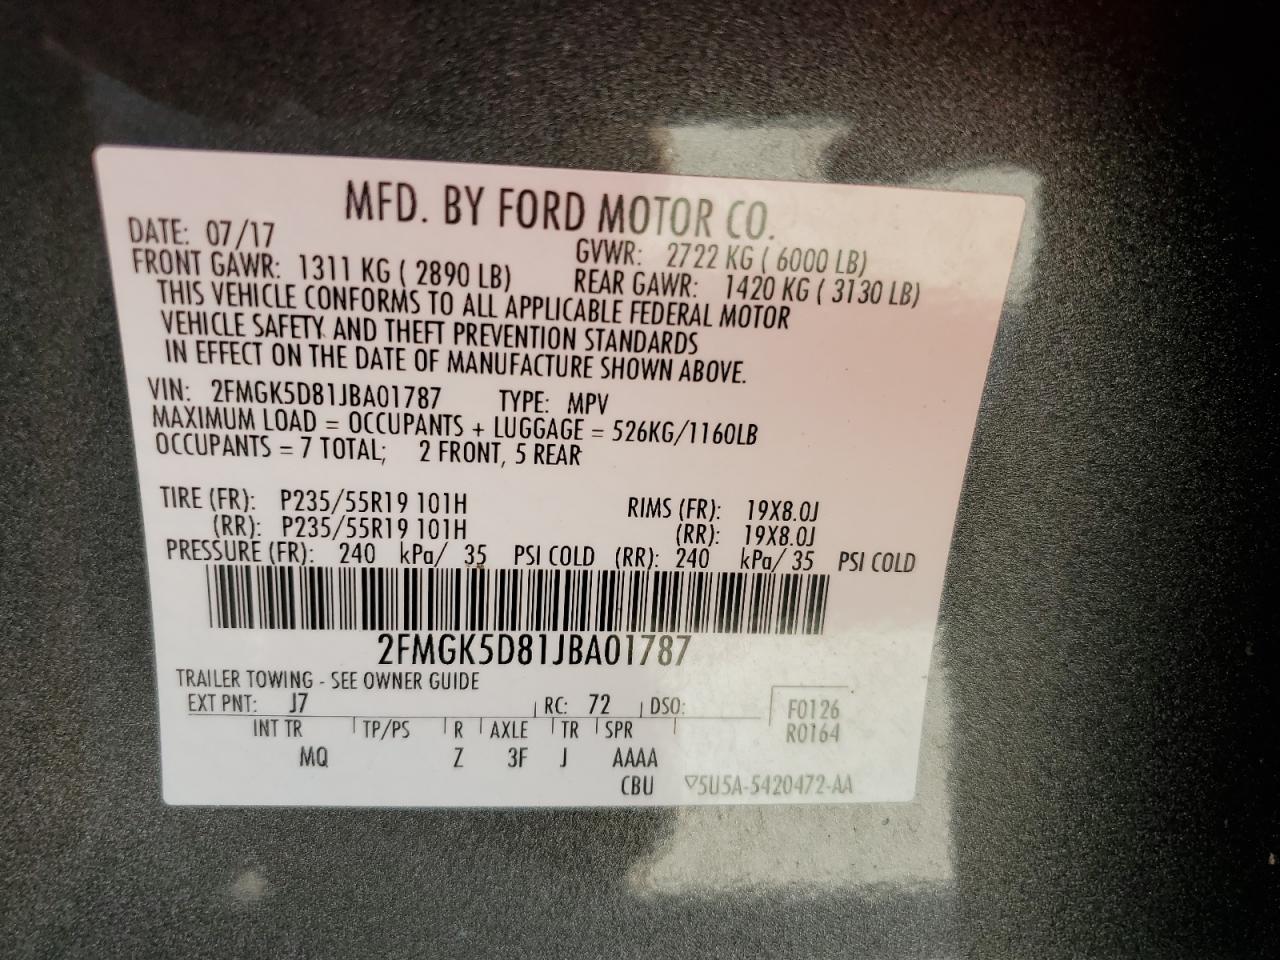 MFD. BY FORD MOTOR CO.
DATE: 07/17 GVWR: 2722 KG ( 6000 LB)
FRONT GAWR: 1311 KG ( 2890 LB) REAR GAWR: 1420 KG ( 3130 LB)
THIS VEHICLE CONFORMS TO ALL APPLICABLE FEDERAL MOTOR
VEHICLE SAFETY AND THEFT PREVENTION STANDARDS
IN EFFECT ON THE DATE OF MANUFACTURE SHOWN ABOVE.
VIN: 2FMGK5D81JBA01787 TYPE: MPV
MAXIMUM LOAD = OCCUPANTS + LUGGAGE = 526KG/1160LB
OCCUPANTS = 7 TOTAL; 2 FRONT, 5 REAR
TIRE (FR): P235/55R19 101H RIMS (FR): 19X8.0J
(RR): P235/55R19 101H (RR): 19X8.0J
PRESSURE (FR): 240 kPa/ 35 PSI COLD (RR): 240 kPa/ 35 PSI COLD
2FMGK5D81JBA01787
TRAILER TOWING - SEE OWNER GUIDE
EXT PNT: J7 RC: 72 DSO: F0126
INT TR TP/PS R AXLE TR SPR R0164
MQ Z 3F J AAAA
CBU ▽5U5A-5420472-AA